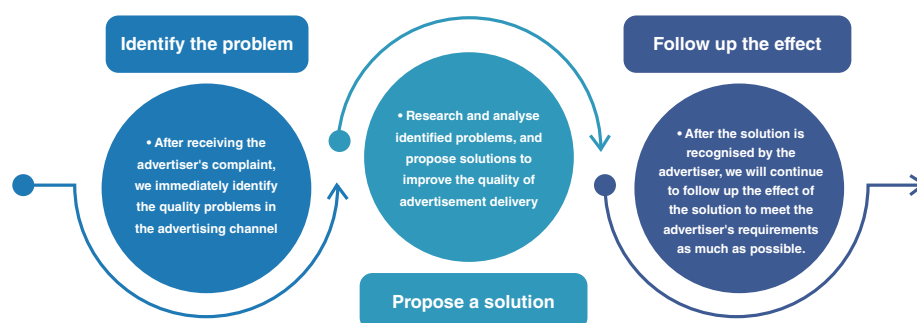 Identify the problem
• After receiving the
advertiser's complaint,
we immediately identify
the quality problems in
the advertising channel
• Research and analyse
identified problems, and
propose solutions to
improve the quality of
advertisement delivery
Propose a solution
Follow up the effect
• After the solution is
recognised by the
advertiser, we will continue
to follow up the effect of
the solution to meet the
advertiser's requirements
as much as possible.